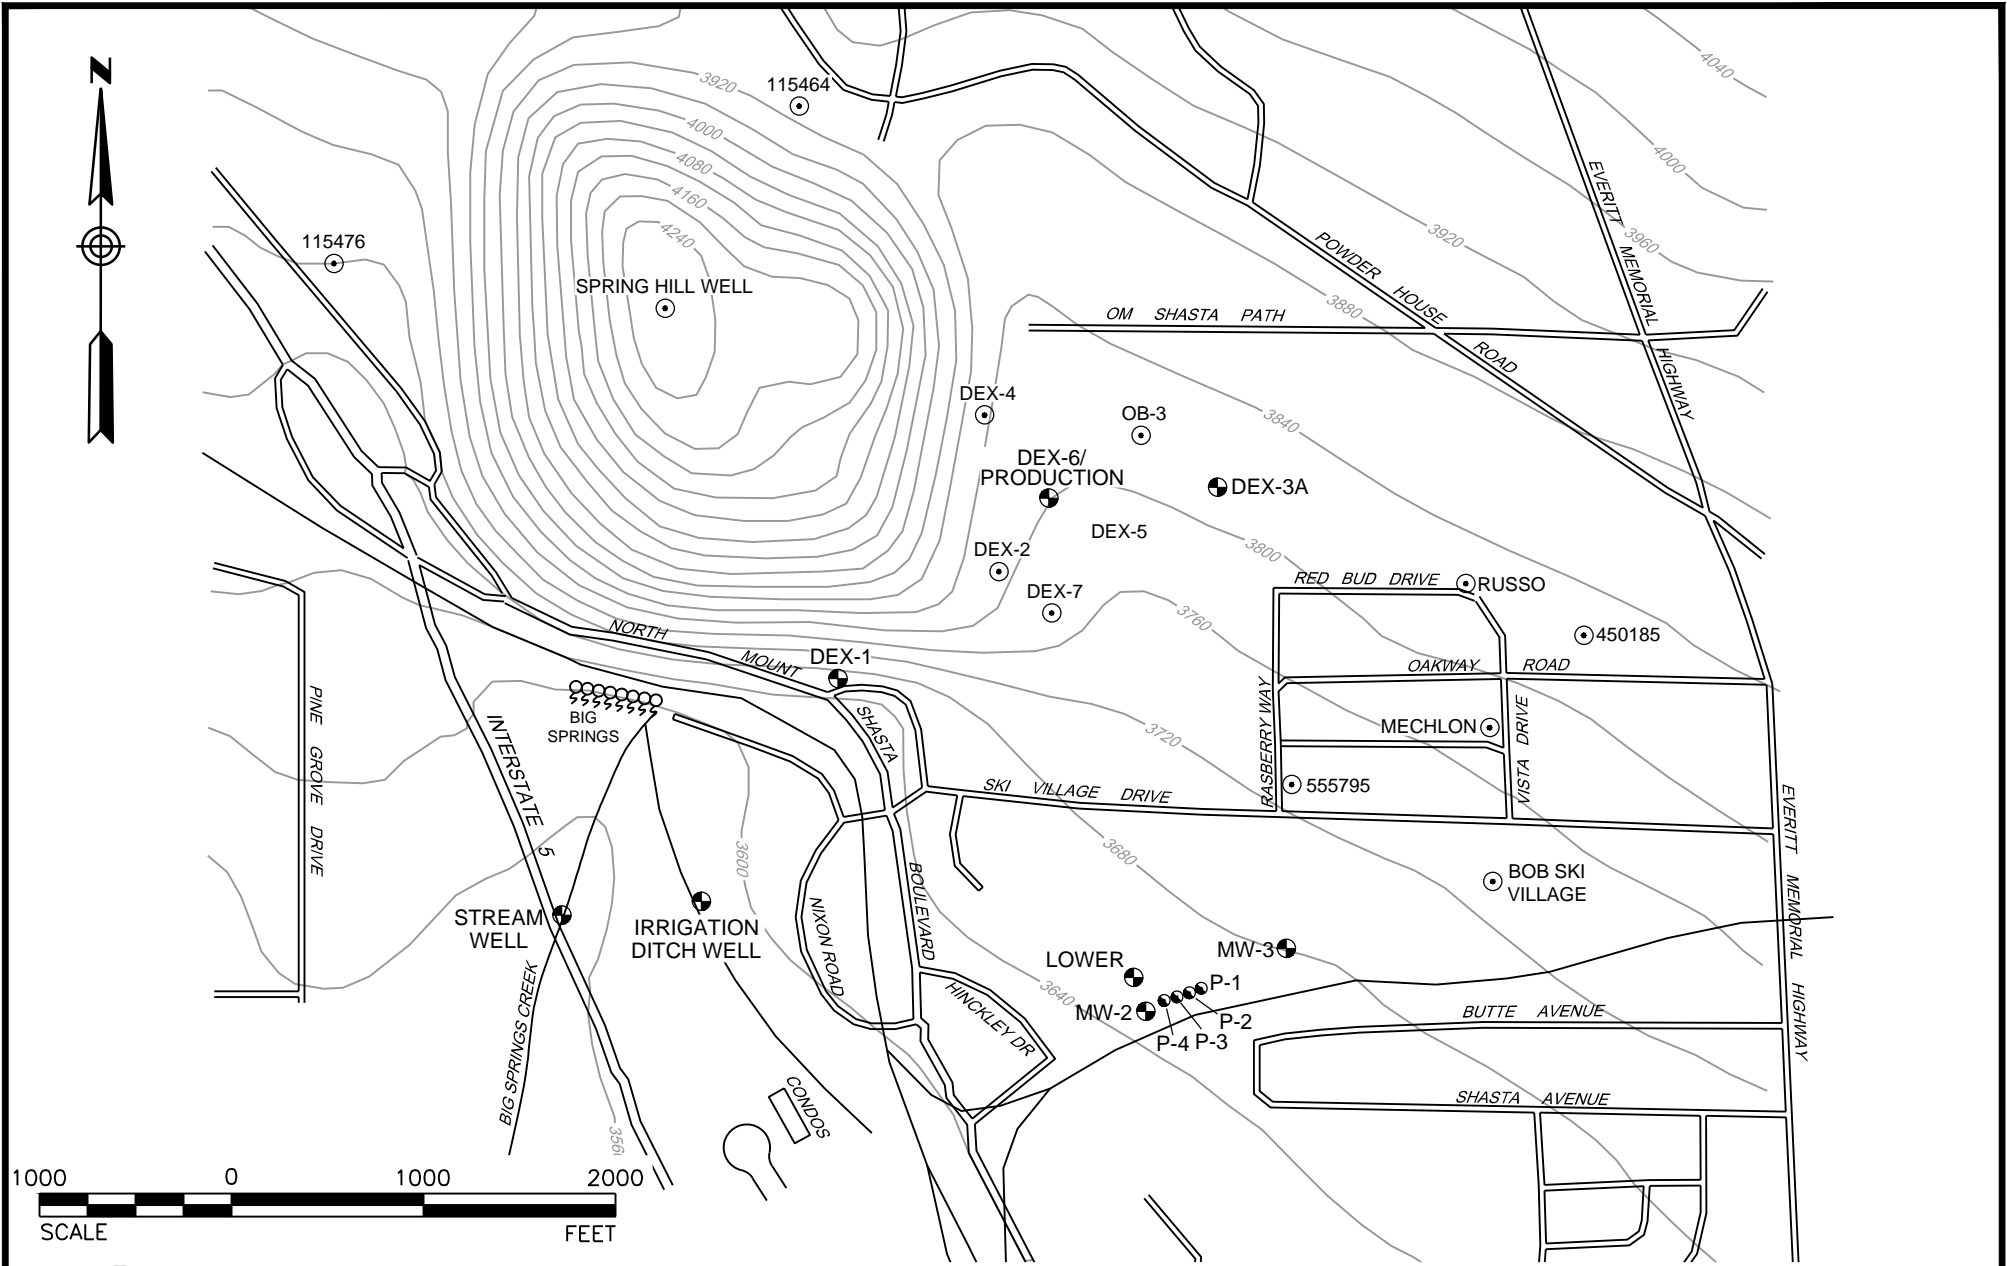 N
3920
115464
4000
4080
4160
4240
4040
4000
3960
3920
3880
3840
3800
3760
3720
3680
3640
3600
115476
SPRING HILL WELL
EVERITT MEMORIAL HIGHWAY
POWDER HOUSE ROAD
OM SHASTA PATH
DEX-4
OB-3
DEX-6/
PRODUCTION
DEX-3A
DEX-5
DEX-2
DEX-7
RED BUD DRIVE
RUSSO
450185
NORTH MOUNT SHASTA BOULEVARD
DEX-1
OAKWAY ROAD
RASBERRY WAY
MECHLON
VISTA DRIVE
555795
PINE GROVE DRIVE
INTERSTATE 5
BIG
SPRINGS
SKI VILLAGE DRIVE
EVERITT MEMORIAL HIGHWAY
BOB SKI
VILLAGE
STREAM
WELL
IRRIGATION
DITCH WELL
NIXON ROAD
LOWER
MW-3
MW-2
P-1
P-2
P-4 P-3
HINCKLEY DR
BUTTE AVENUE
SHASTA AVENUE
BIG SPRINGS CREEK
CONDOS
1000 0 1000 2000
SCALE FEET